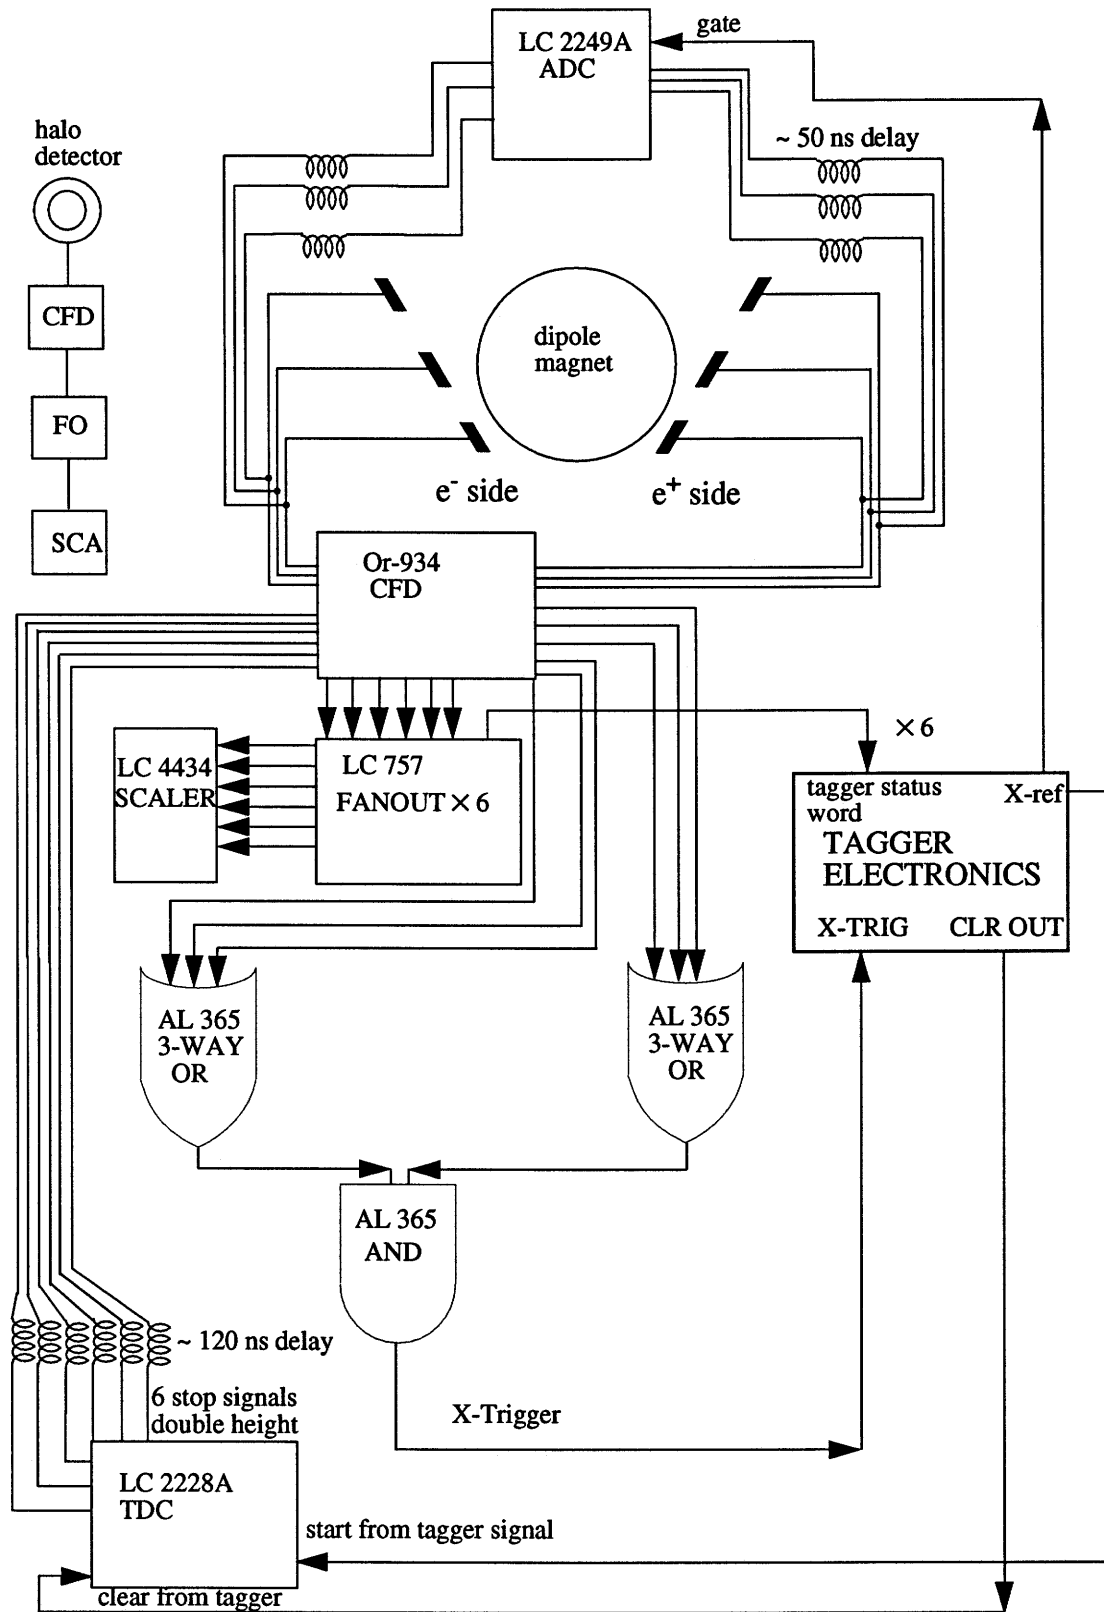 gate
LC 2249A
ADC
halo
detector
~ 50 ns delay
CFD
dipole
magnet
FO
e⁻ side
e⁺ side
SCA
Or-934
CFD
× 6
LC 4434
SCALER
LC 757
FANOUT × 6
tagger status
word
X-ref
TAGGER
ELECTRONICS
X-TRIG
CLR OUT
AL 365
3-WAY
OR
AL 365
3-WAY
OR
AL 365
AND
~ 120 ns delay
6 stop signals
double height
X-Trigger
LC 2228A
TDC
start from tagger signal
clear from tagger